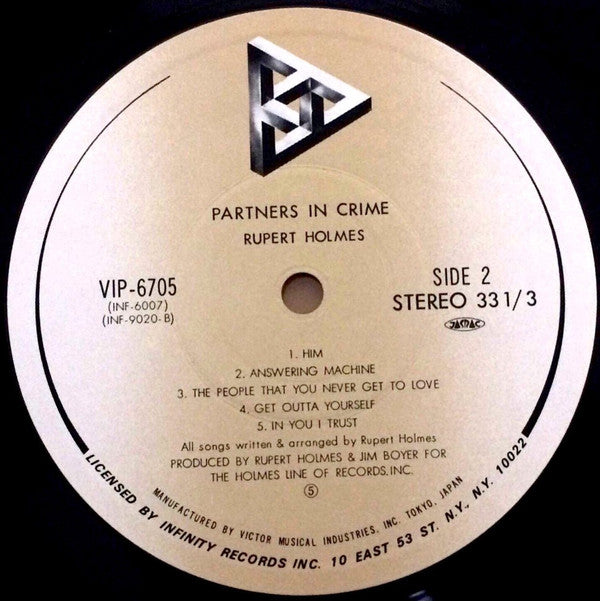 PARTNERS IN CRIME
RUPERT HOLMES
VIP-6705
(INF-6007)
(INF-9020-B)
SIDE 2
STEREO 33 1/3
JASRAC
1. HIM
2. ANSWERING MACHINE
3. THE PEOPLE THAT YOU NEVER GET TO LOVE
4. GET OUTTA YOURSELF
5. IN YOU I TRUST
All songs written & arranged by Rupert Holmes
PRODUCED BY RUPERT HOLMES & JIM BOYER FOR
THE HOLMES LINE OF RECORDS.INC.
⑤
MANUFACTURED BY VICTOR MUSICAL INDUSTRIES, INC. TOKYO, JAPAN
LICENSED BY INFINITY RECORDS INC. 10 EAST 53 ST. N.Y., N.Y. 10022